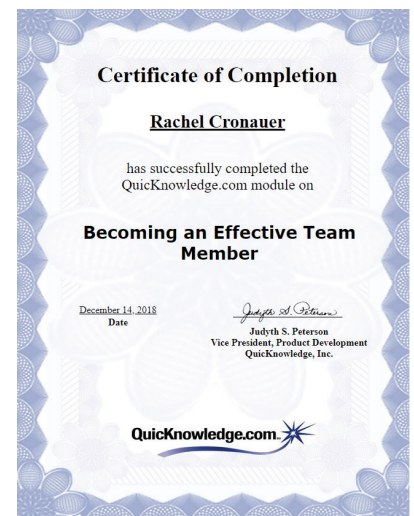 Certificate of Completion
Rachel Cronauer
has successfully completed the
QuicKnowledge.com module on
Becoming an Effective Team
Member
December 14, 2018
Date
Judyth S. Peterson
Judyth S. Peterson
Vice President, Product Development
QuicKnowledge, Inc.
QuicKnowledge.com